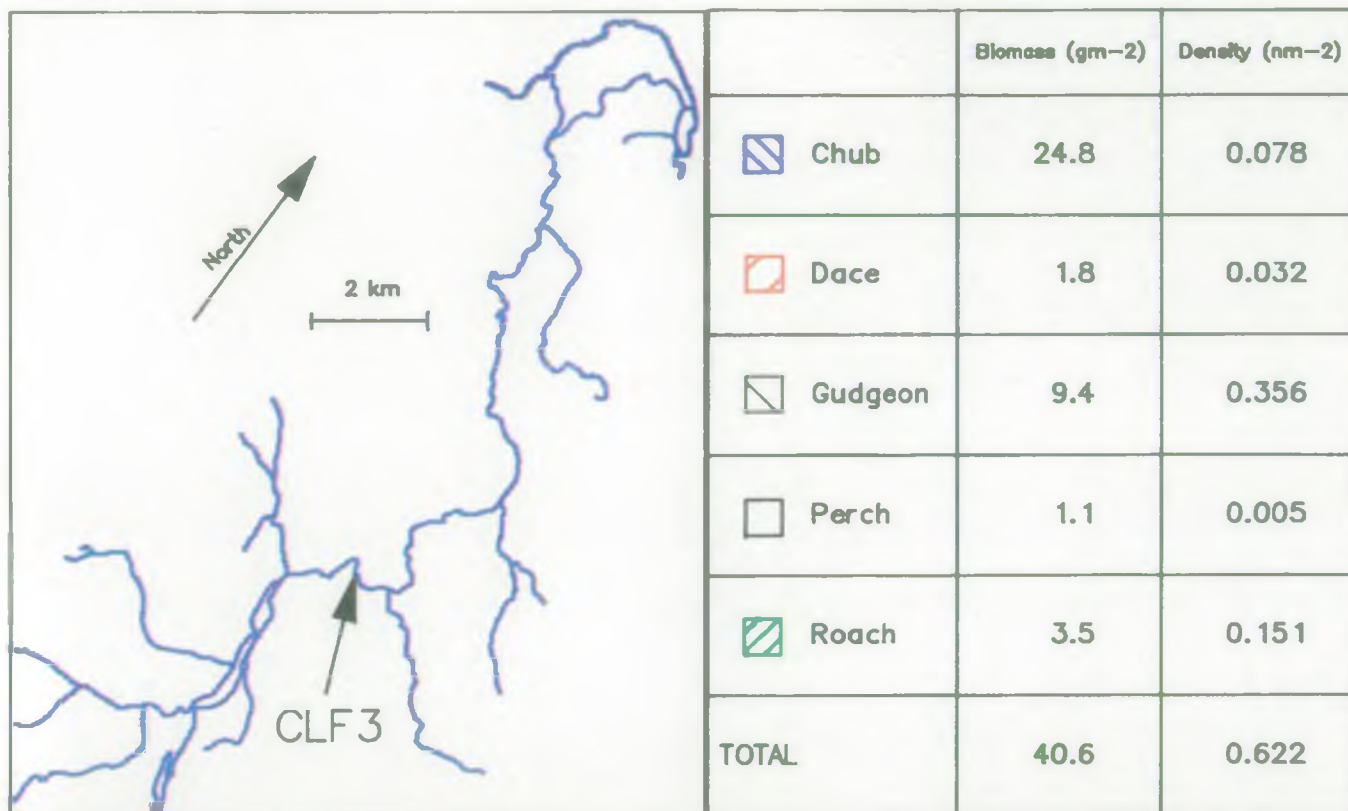 North
2 km
CLF3
Biomass (gm-2) Density (nm-2)
Chub 24.8 0.078
Dace 1.8 0.032
Gudgeon 9.4 0.356
Perch 1.1 0.005
Roach 3.5 0.151
TOTAL 40.6 0.622